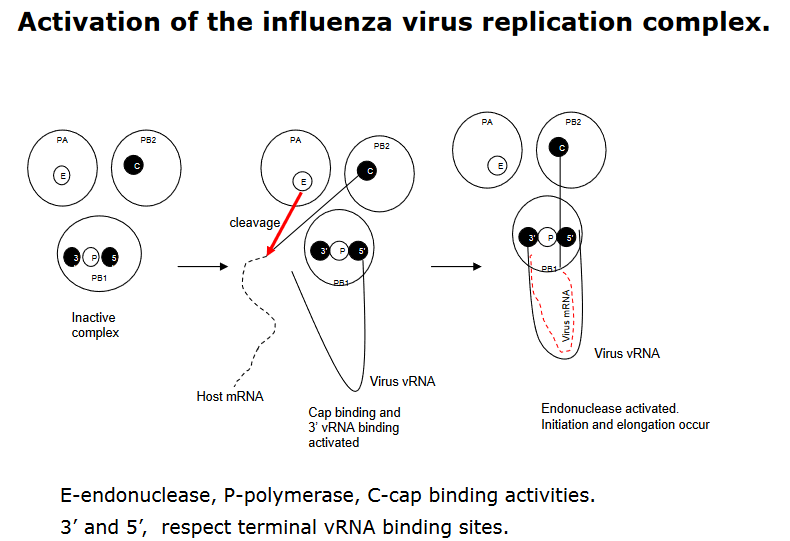 Activation of the influenza virus replication complex.
PA
PB2
E
C
3
P
5
PB1
Inactive
complex
PA
PB2
E
C
cleavage
3'
P
5'
PB1
Host mRNA
Virus vRNA
Cap binding and
3' vRNA binding
activated
PA
PB2
E
C
3'
P
5'
PB1
Virus mRNA
Virus vRNA
Endonuclease activated.
Initiation and elongation occur
E-endonuclease, P-polymerase, C-cap binding activities.
3' and 5', respect terminal vRNA binding sites.